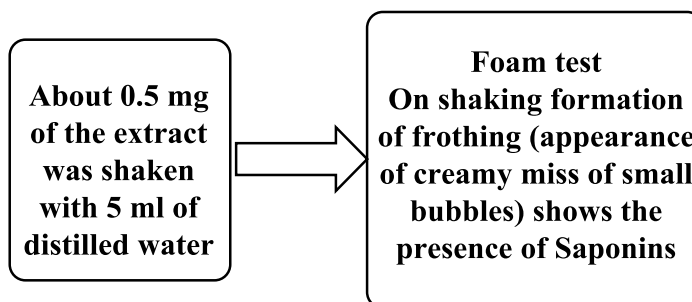 About 0.5 mg
of the extract
was shaken
with 5 ml of
distilled water
Foam test
On shaking formation
of frothing (appearance
of creamy miss of small
bubbles) shows the
presence of Saponins